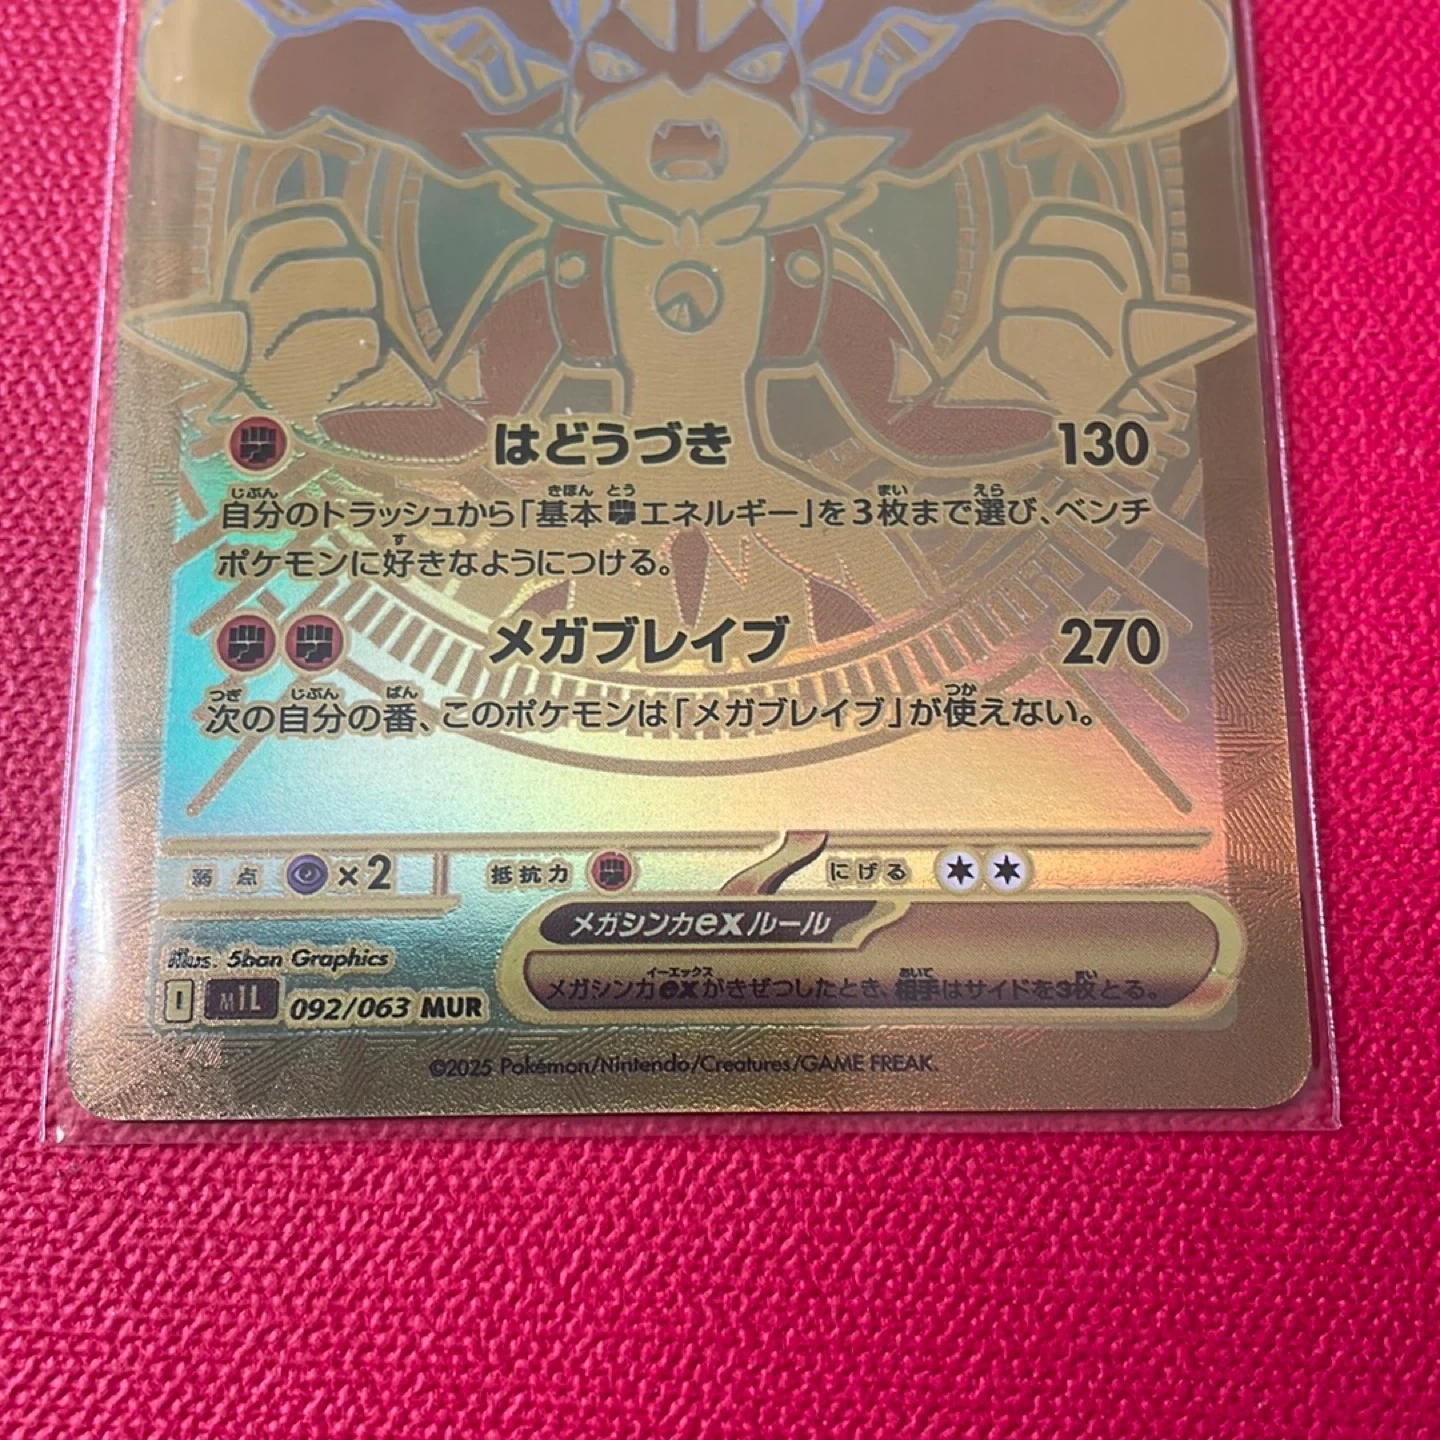 はどうづき 130
自分のトラッシュから「基本エネルギー」を3枚まで選び、ベンチ
ポケモンに好きなようにつける。
メガブレイブ 270
次の自分の番、このポケモンは「メガブレイブ」が使えない。
弱点 ×2 抵抗力 にげる
メガシンカexルール
メガシンカexがきぜつしたとき、相手はサイドを3枚とる。
Illus. 5ban Graphics
I M1L 092/063 MUR
©2025 Pokémon/Nintendo/Creatures/GAME FREAK.